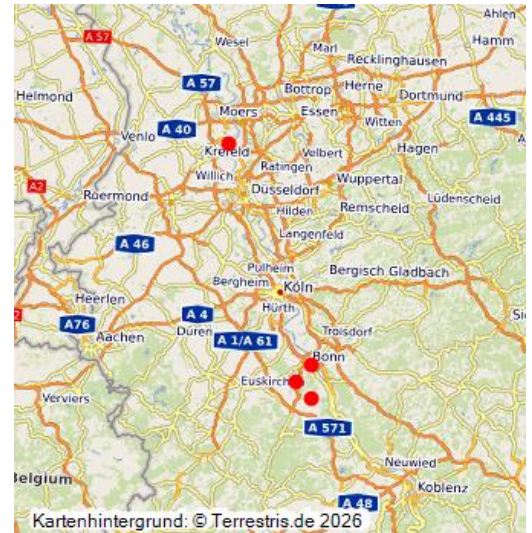 A 57
Wesel
Ahlen
Marl
Hamm
Recklinghausen
A 57
Helmond
Bottrop
Herne
Dortmund
Moers
Essen
A 445
Venlo
A 40
Witten
Krefeld
Velbert
Hagen
Ratingen
A2
Willich
Wuppertal
Roermond
Düsseldorf
Lüdenscheid
Hilden
Remscheid
Langenfeld
A 46
Pulheim
Bergheim
Köln
Bergisch Gladbach
Heerlen
Hürth
A 4
A76
Düren
Troisdorf
Aachen
A 1/A 61
Bonn
Euskirch
Verviers
A 571
Neuwied
Belgium
Koblenz
A 48
Kartenhintergrund: © Terrestris.de 2026